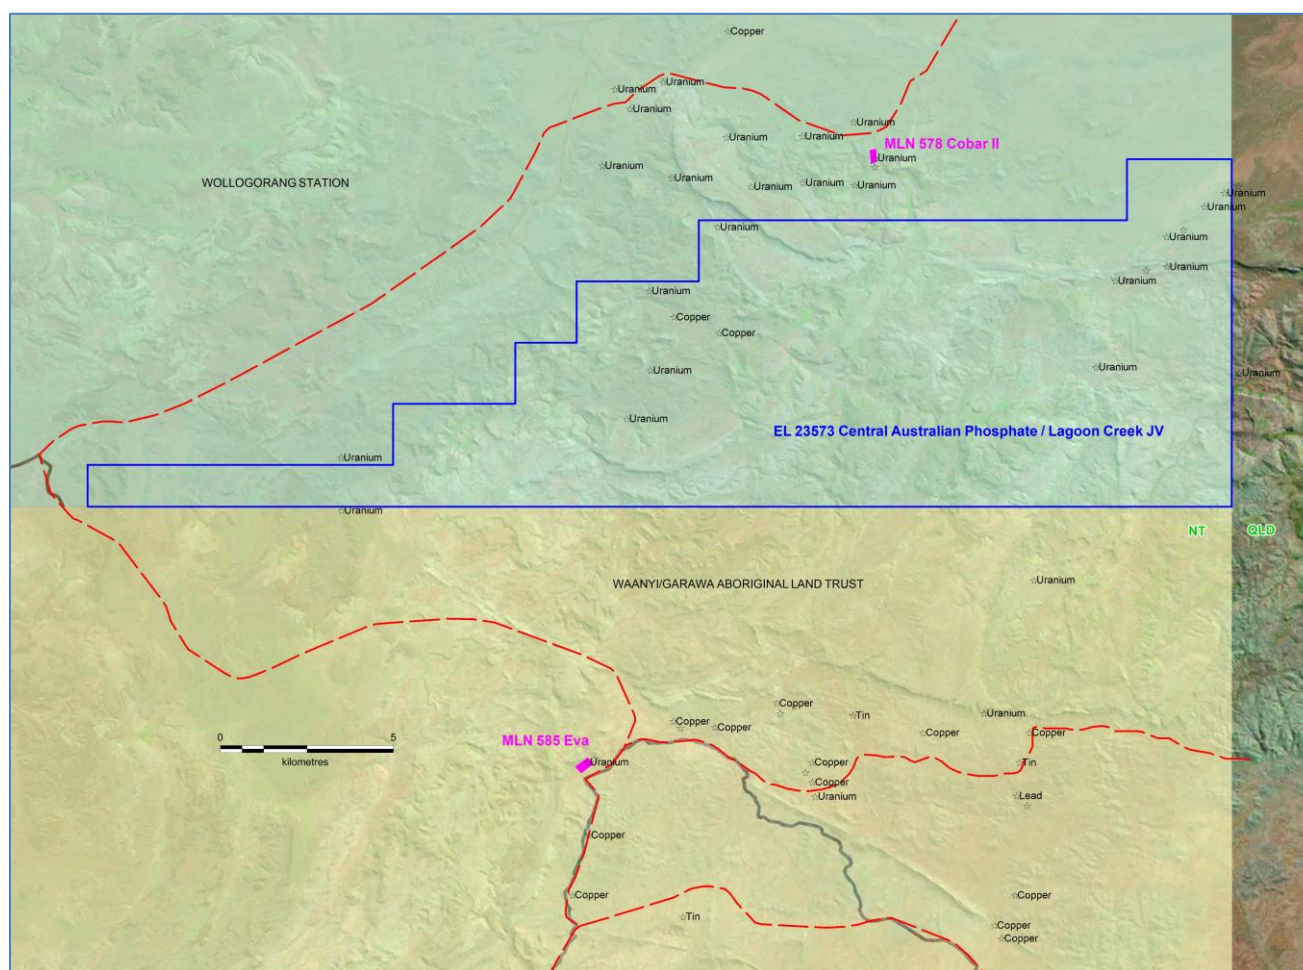 Copper
Uranium
Uranium
Uranium
Uranium
Uranium
Uranium
MLN 578 Cobar II
Uranium
Uranium
Uranium
WOLLOGORANG STATION
Uranium
Uranium
Uranium
Uranium
Uranium
Uranium
Uranium
Uranium
Uranium
Uranium
Uranium
Copper
Copper
Uranium
Uranium
Uranium
Uranium
EL 23573 Central Australian Phosphate / Lagoon Creek JV
Uranium
Uranium
NT
QLD
Uranium
WAANYI/GARAWA ABORIGINAL LAND TRUST
Copper
Tin
Uranium
Copper
Copper
Copper
Copper
0
5
kilometres
MLN 585 Eva
Uranium
Copper
Tin
Copper
Uranium
Lead
Copper
Copper
Copper
Tin
Copper
Copper